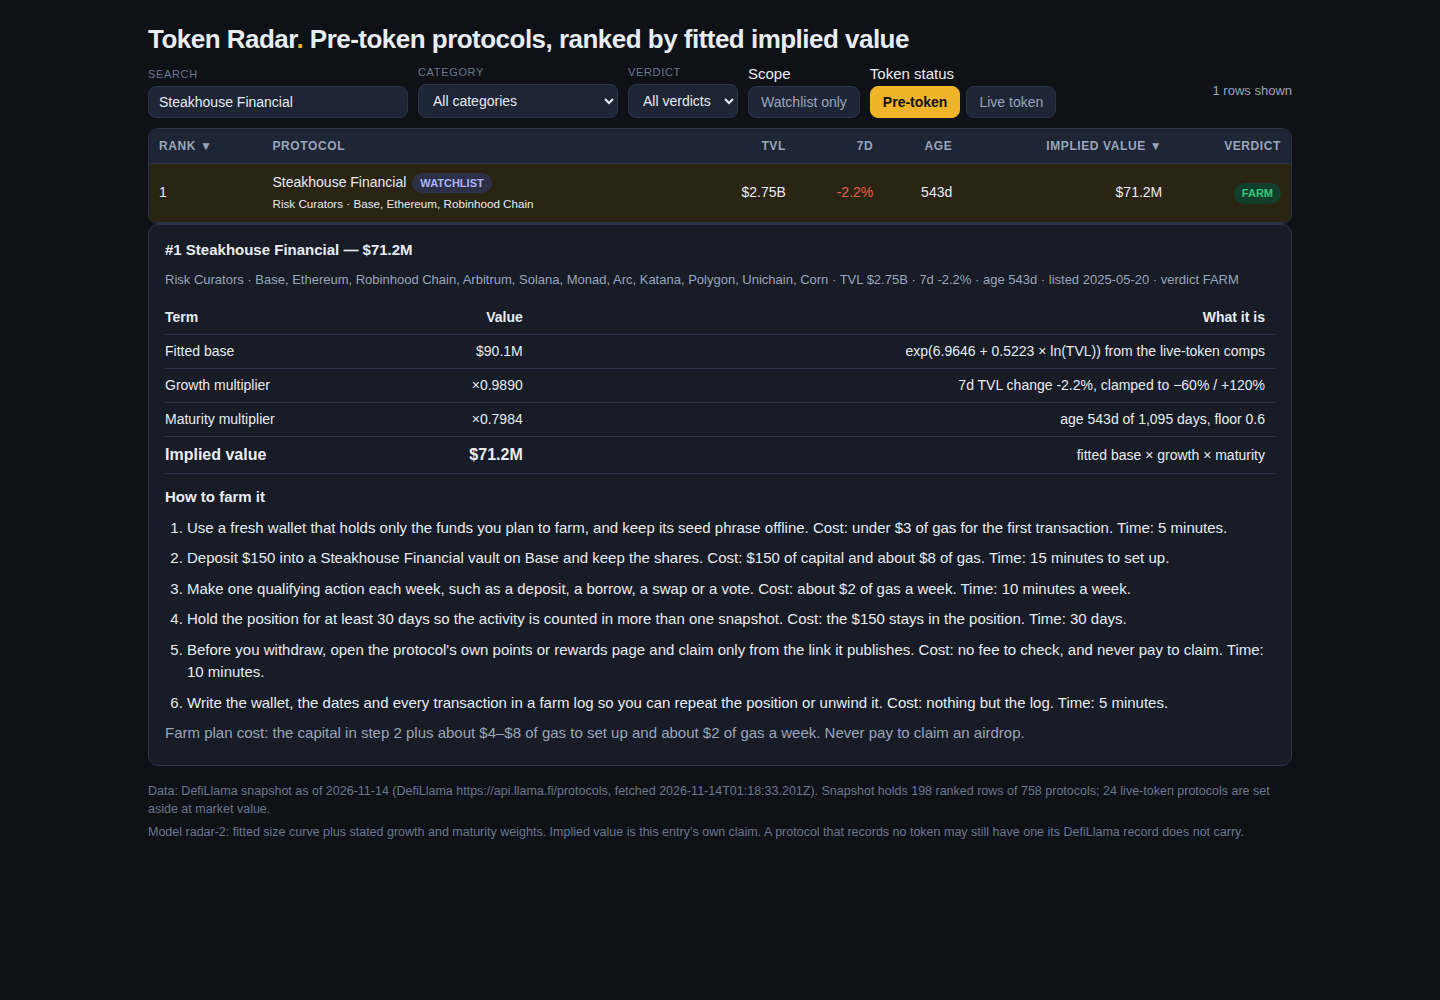 Token Radar. Pre-token protocols, ranked by fitted implied value
SEARCH
CATEGORY
VERDICT
Scope
Token status
Steakhouse Financial
All categories
All verdicts
Watchlist only
Pre-token
Live token
1 rows shown
RANK ▼ PROTOCOL TVL 7D AGE IMPLIED VALUE ▼ VERDICT
1 Steakhouse Financial WATCHLIST $2.75B -2.2% 543d $71.2M FARM
Risk Curators · Base, Ethereum, Robinhood Chain
#1 Steakhouse Financial — $71.2M
Risk Curators · Base, Ethereum, Robinhood Chain, Arbitrum, Solana, Monad, Arc, Katana, Polygon, Unichain, Corn · TVL $2.75B · 7d -2.2% · age 543d · listed 2025-05-20 · verdict FARM
Term Value What it is
Fitted base $90.1M exp(6.9646 + 0.5223 × ln(TVL)) from the live-token comps
Growth multiplier ×0.9890 7d TVL change -2.2%, clamped to −60% / +120%
Maturity multiplier ×0.7984 age 543d of 1,095 days, floor 0.6
Implied value $71.2M fitted base × growth × maturity
How to farm it
1. Use a fresh wallet that holds only the funds you plan to farm, and keep its seed phrase offline. Cost: under $3 of gas for the first transaction. Time: 5 minutes.
2. Deposit $150 into a Steakhouse Financial vault on Base and keep the shares. Cost: $150 of capital and about $8 of gas. Time: 15 minutes to set up.
3. Make one qualifying action each week, such as a deposit, a borrow, a swap or a vote. Cost: about $2 of gas a week. Time: 10 minutes a week.
4. Hold the position for at least 30 days so the activity is counted in more than one snapshot. Cost: the $150 stays in the position. Time: 30 days.
5. Before you withdraw, open the protocol's own points or rewards page and claim only from the link it publishes. Cost: no fee to check, and never pay to claim. Time:
10 minutes.
6. Write the wallet, the dates and every transaction in a farm log so you can repeat the position or unwind it. Cost: nothing but the log. Time: 5 minutes.
Farm plan cost: the capital in step 2 plus about $4–$8 of gas to set up and about $2 of gas a week. Never pay to claim an airdrop.
Data: DefiLlama snapshot as of 2026-11-14 (DefiLlama https://api.llama.fi/protocols, fetched 2026-11-14T01:18:33.201Z). Snapshot holds 198 ranked rows of 758 protocols; 24 live-token protocols are set
aside at market value.
Model radar-2: fitted size curve plus stated growth and maturity weights. Implied value is this entry's own claim. A protocol that records no token may still have one its DefiLlama record does not carry.